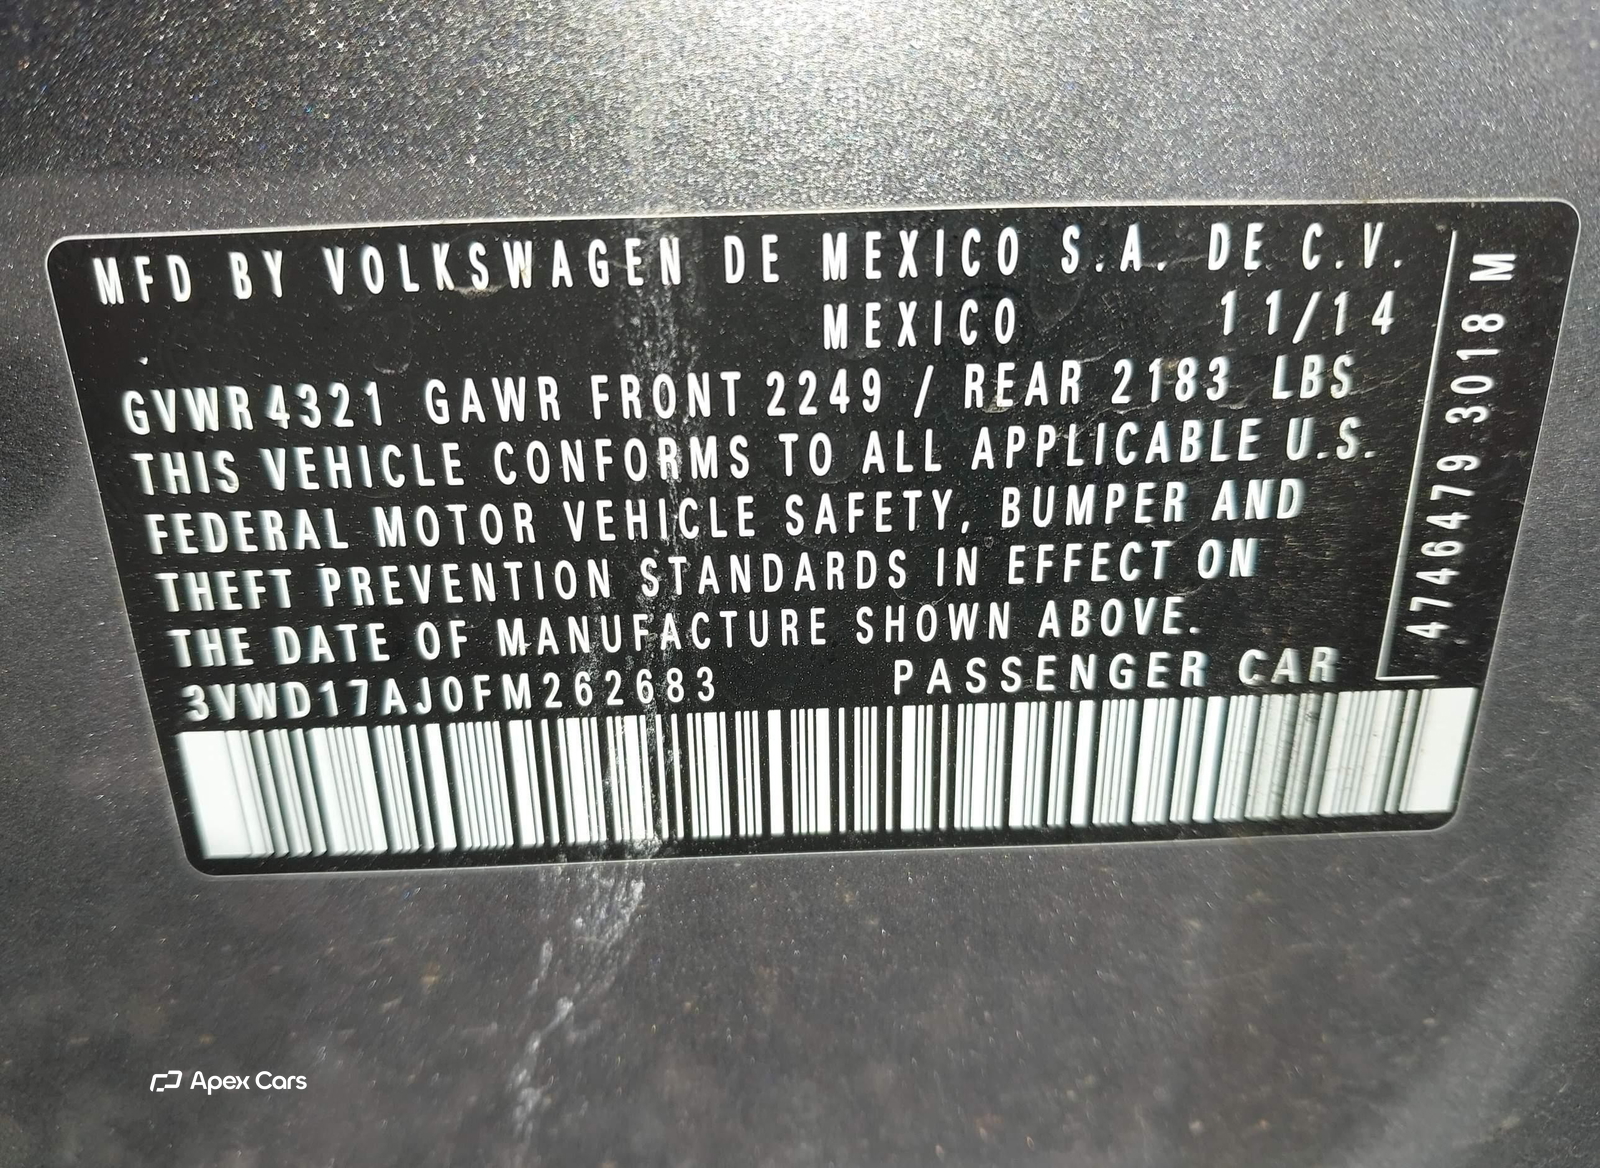 MFD BY VOLKSWAGEN DE MEXICO S.A. DE C.V.
MEXICO 11/14
GVWR 4321 GAWR FRONT 2249 / REAR 2183 LBS
THIS VEHICLE CONFORMS TO ALL APPLICABLE U.S.
FEDERAL MOTOR VEHICLE SAFETY, BUMPER AND
THEFT PREVENTION STANDARDS IN EFFECT ON
THE DATE OF MANUFACTURE SHOWN ABOVE.
3VWD17AJ0FM262683 PASSENGER CAR
4746479 3018 M
Apex Cars